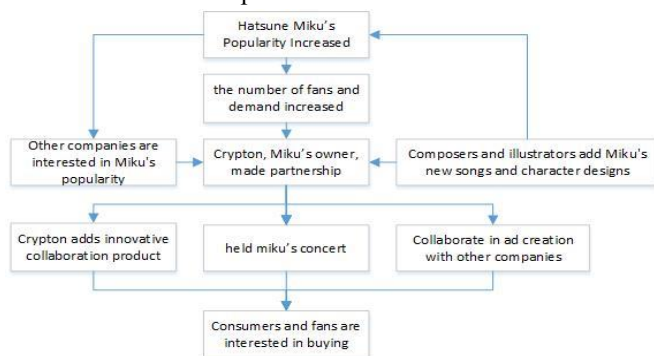 Hatsune Miku's
Popularity Increased
the number of fans and
demand increased
Other companies are
interested in Miku's
popularity
Crypton, Miku's owner,
made partnership
Composers and illustrators add Miku's
new songs and character designs
Crypton adds innovative
collaboration product
held miku's concert
Collaborate in ad creation
with other companies
Consumers and fans are
interested in buying